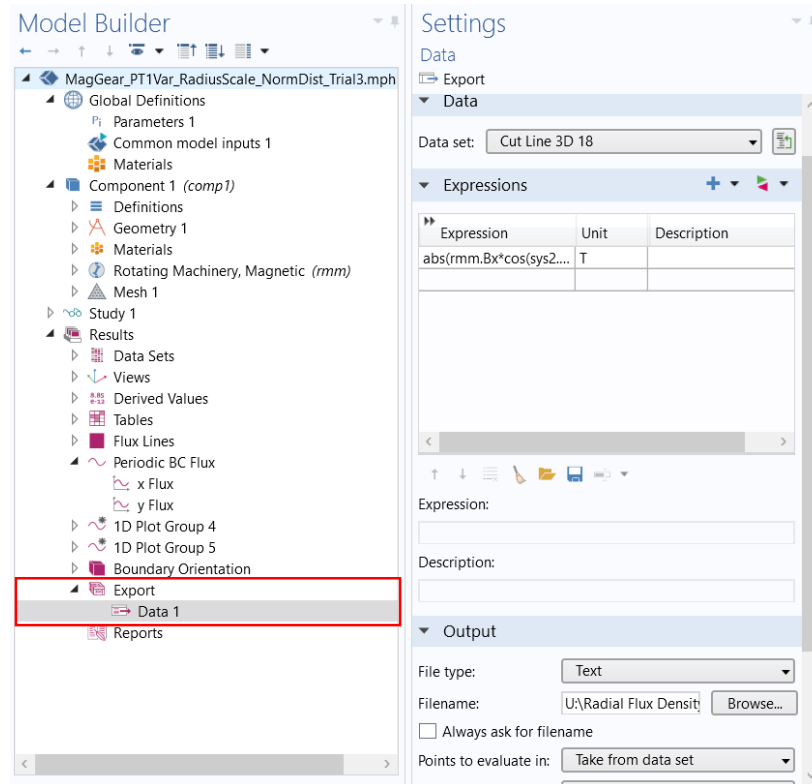 Model Builder
MagGear_PT1Var_RadiusScale_NormDist_Trial3.mph
Global Definitions
Pi Parameters 1
Common model inputs 1
Materials
Component 1 (comp1)
Definitions
Geometry 1
Materials
Rotating Machinery, Magnetic (rmm)
Mesh 1
Study 1
Results
Data Sets
Views
8.85
e-12
Derived Values
Tables
Flux Lines
Periodic BC Flux
x Flux
y Flux
1D Plot Group 4
1D Plot Group 5
Boundary Orientation
Export
Data 1
Reports
Settings
Data
Export
Data
Data set: Cut Line 3D 18
Expressions
Expression Unit Description
abs(rmm.Bx*cos(sys2.... T
Expression:
Description:
Output
File type: Text
Filename: U:\Radial Flux Densit Browse...
Always ask for filename
Points to evaluate in: Take from data set